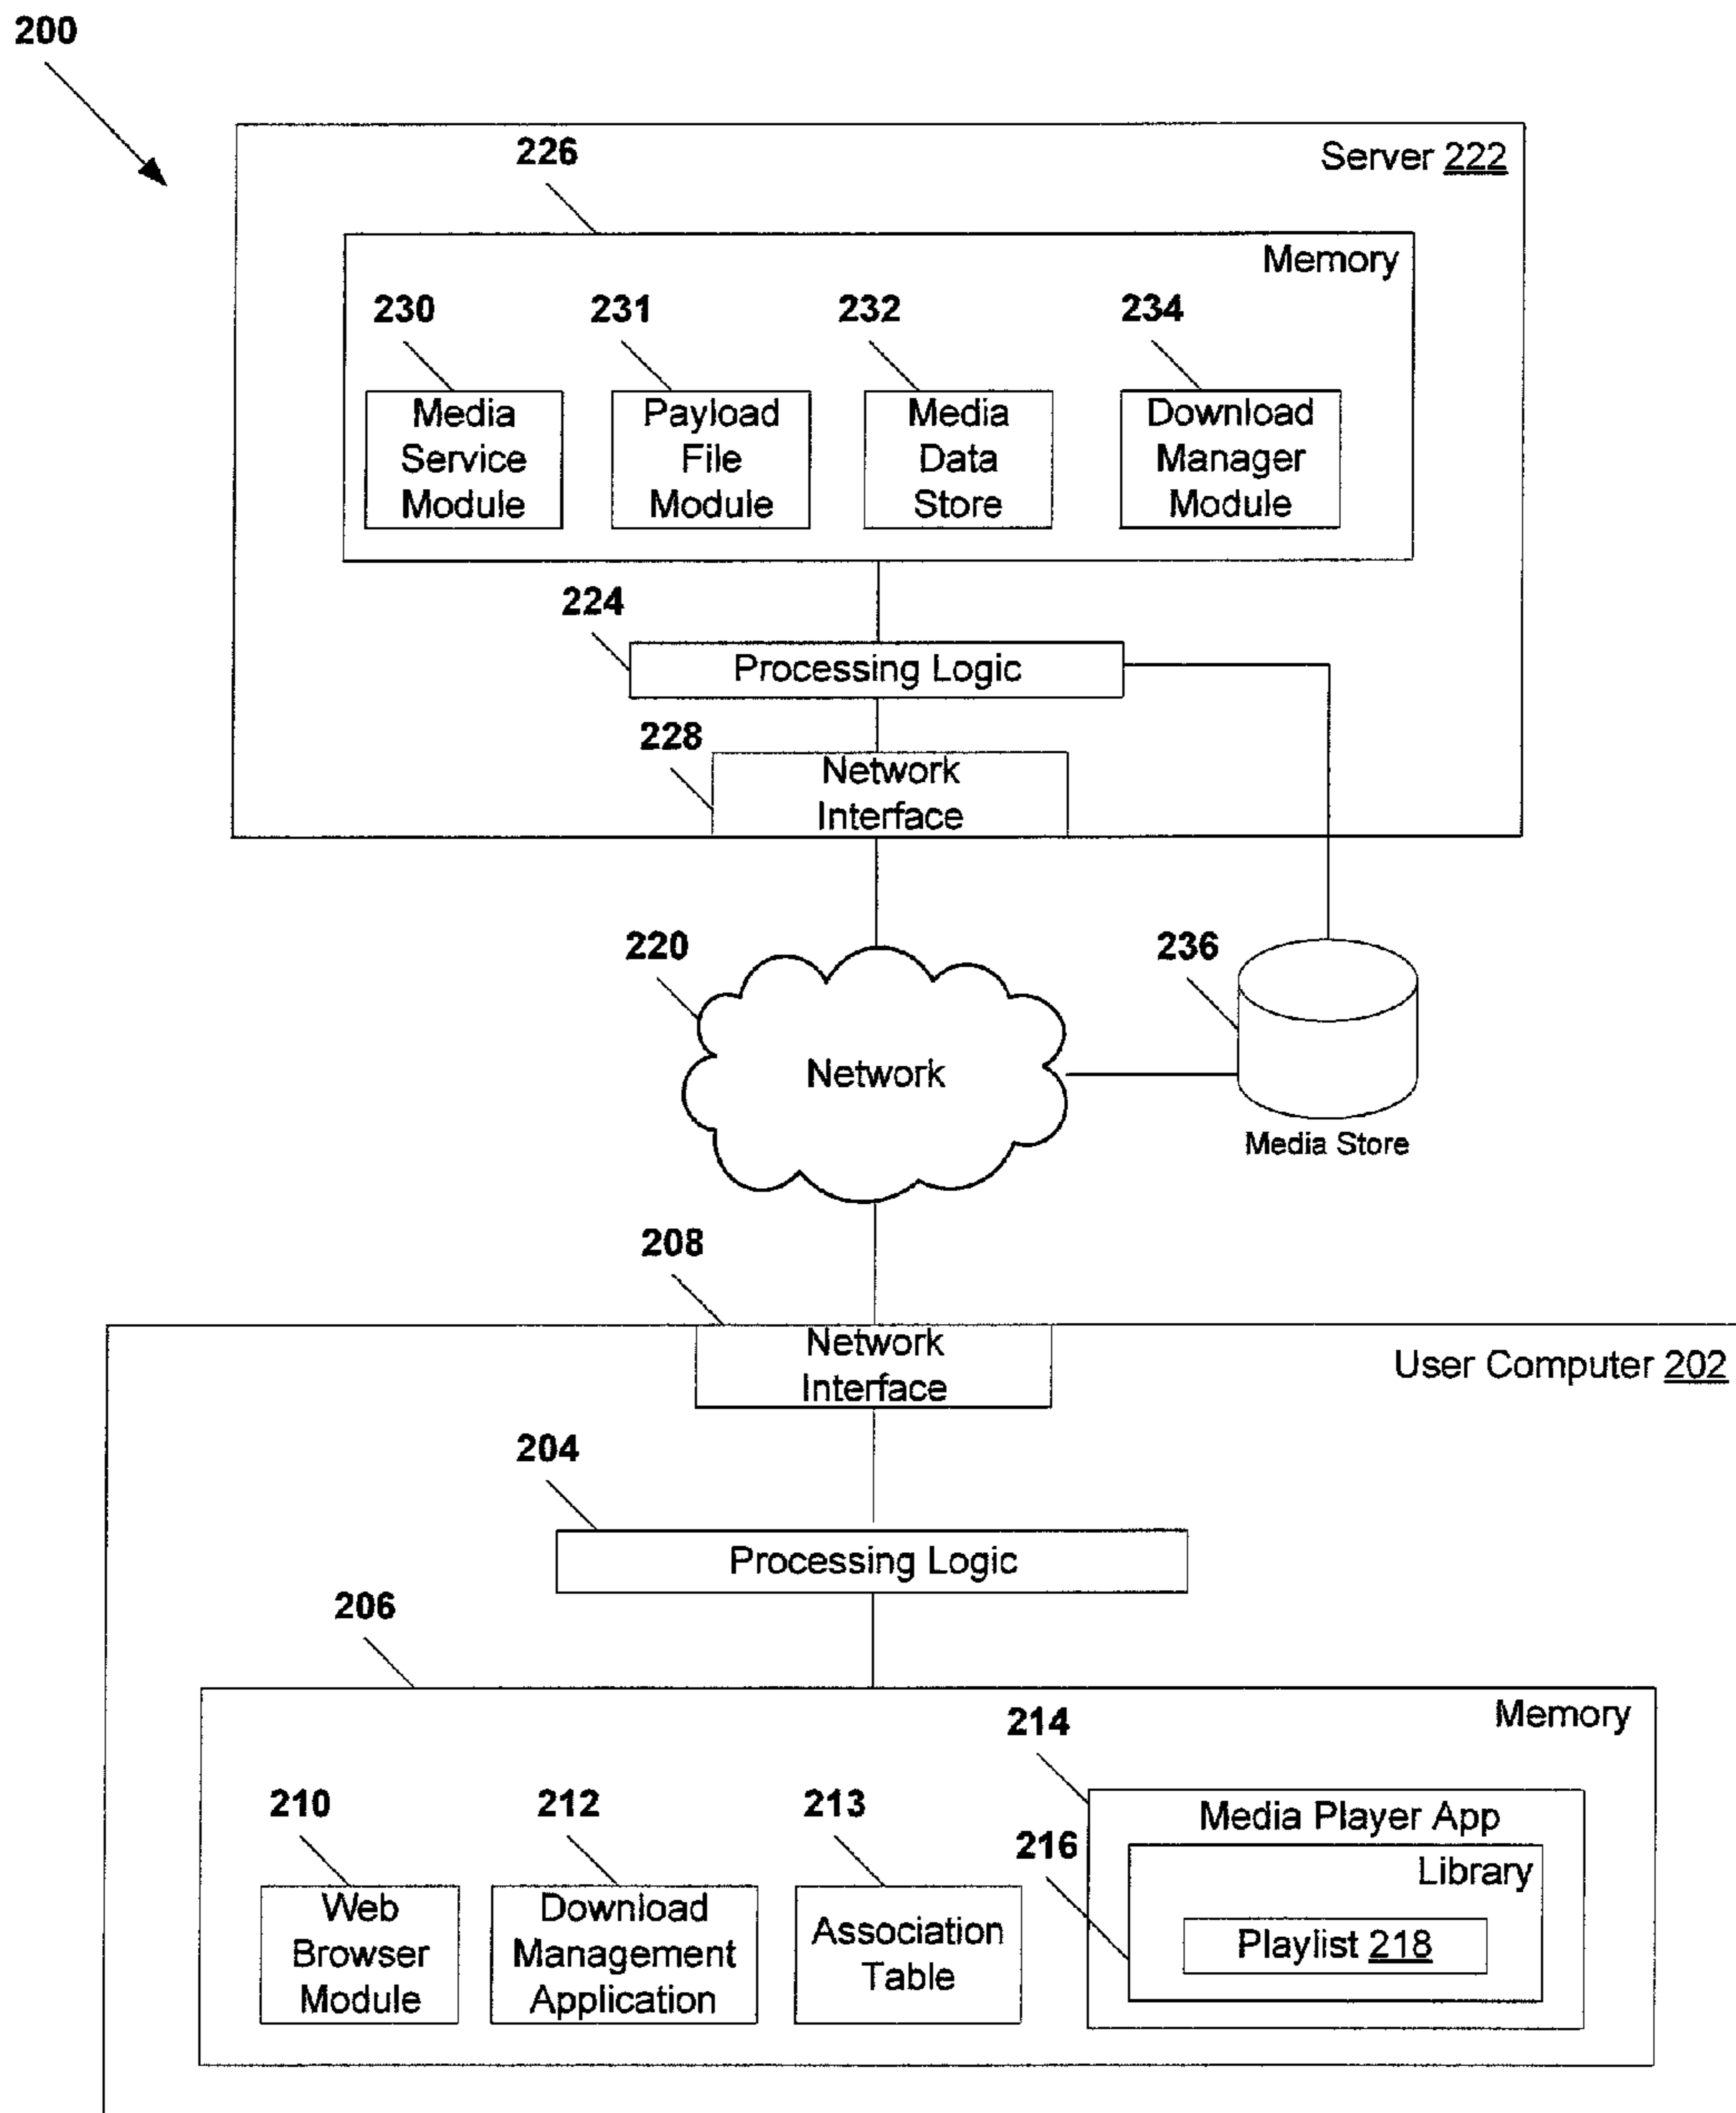 200
Server 222
226
Memory
230
231
232
234
Media
Service
Module
Payload
File
Module
Media
Data
Store
Download
Manager
Module
224
Processing Logic
228
Network
Interface
220
236
Network
Media Store
208
Network
Interface
User Computer 202
204
Processing Logic
206
Memory
214
210
212
213
Media Player App
216
Library
Web
Browser
Module
Download
Management
Application
Association
Table
Playlist 218